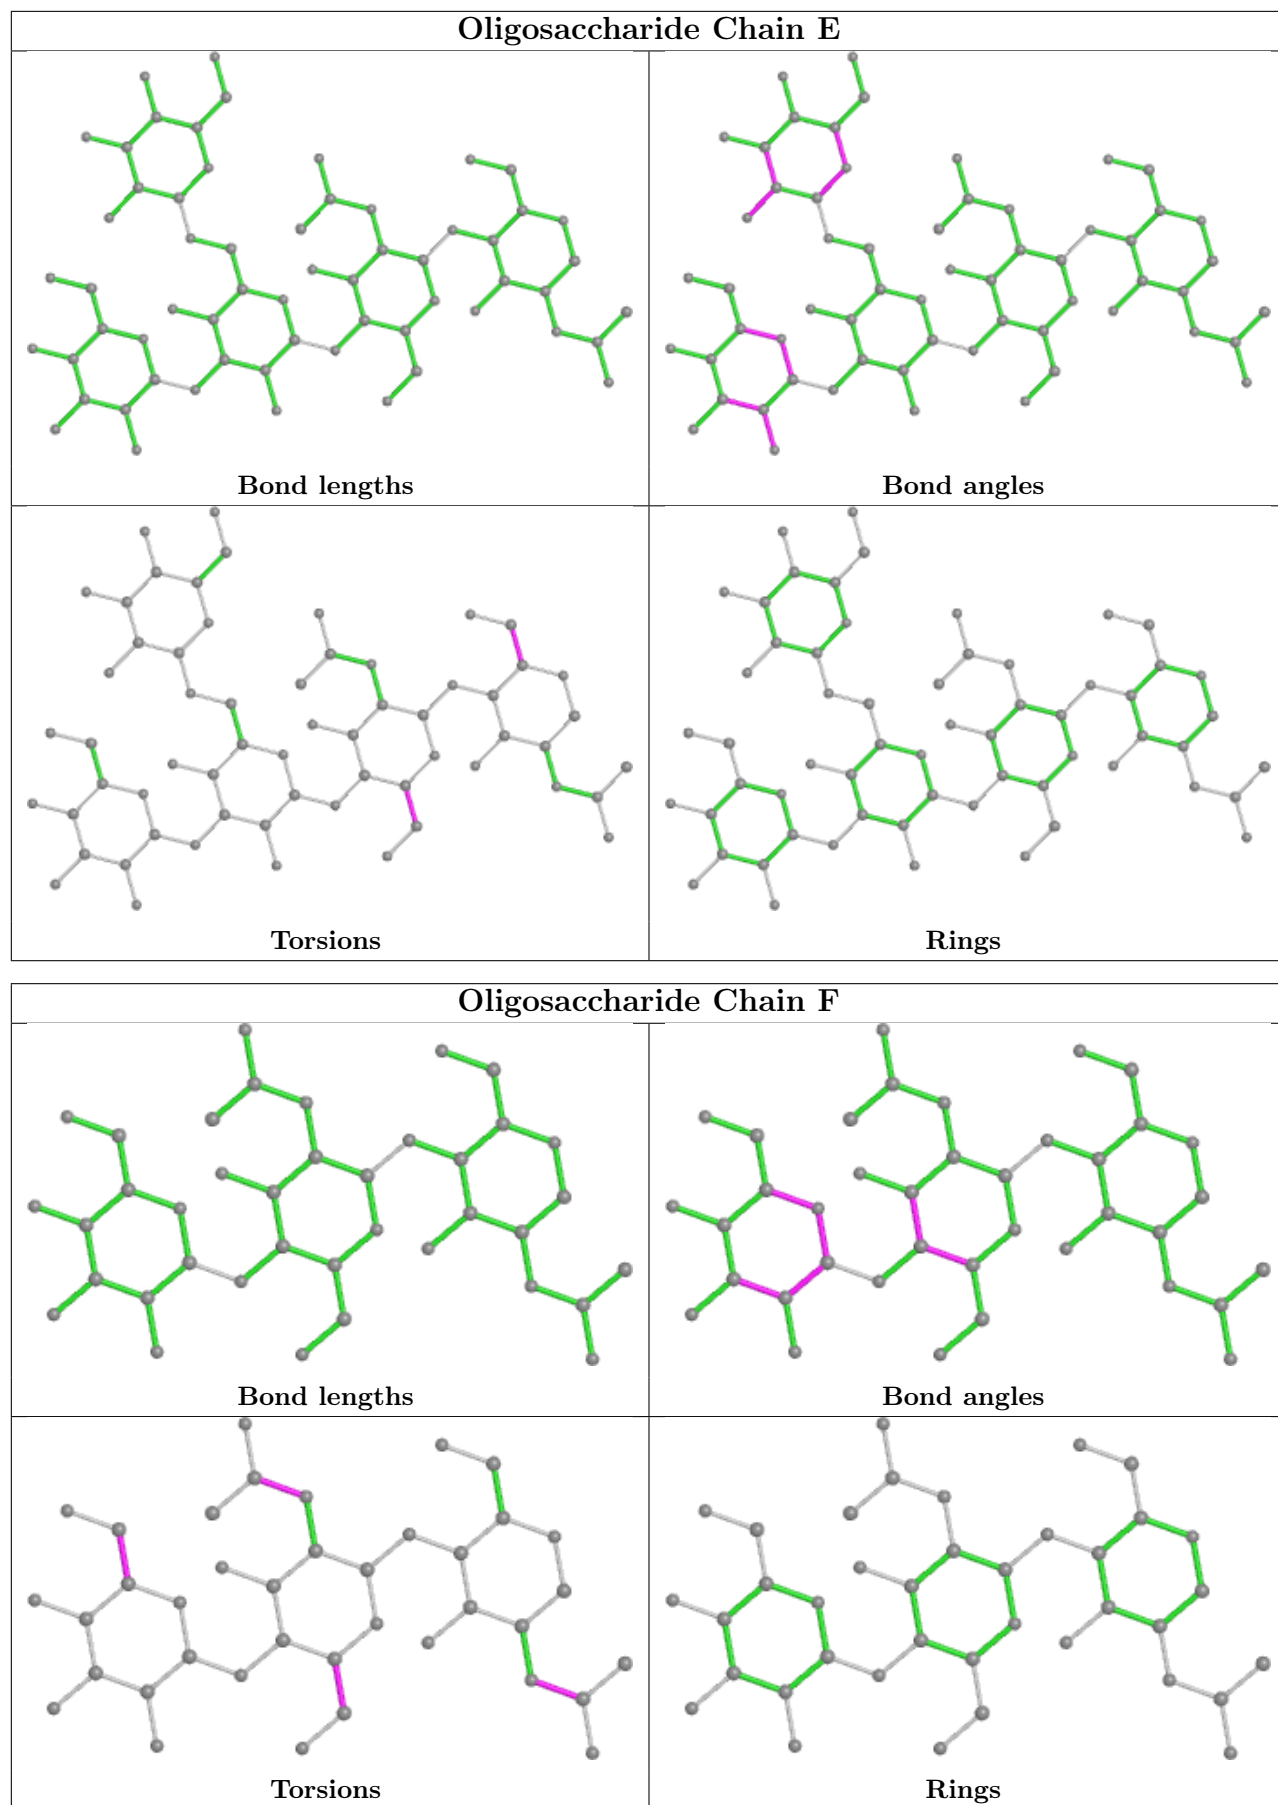 Oligosaccharide Chain E
Bond lengths
Bond angles
Torsions
Rings
Oligosaccharide Chain F
Bond lengths
Bond angles
Torsions
Rings